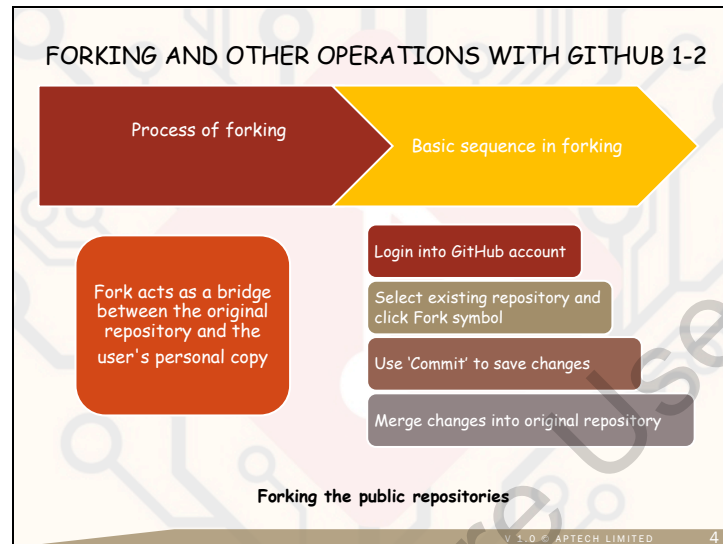 FORKING AND OTHER OPERATIONS WITH GITHUB 1-2
Process of forking
Basic sequence in forking
Fork acts as a bridge
between the original
repository and the
user's personal copy
Login into GitHub account
Select existing repository and
click Fork symbol
Use ‘Commit’ to save changes
Merge changes into original repository
Forking the public repositories
V 1.0 © APTECH LIMITED
4
Use